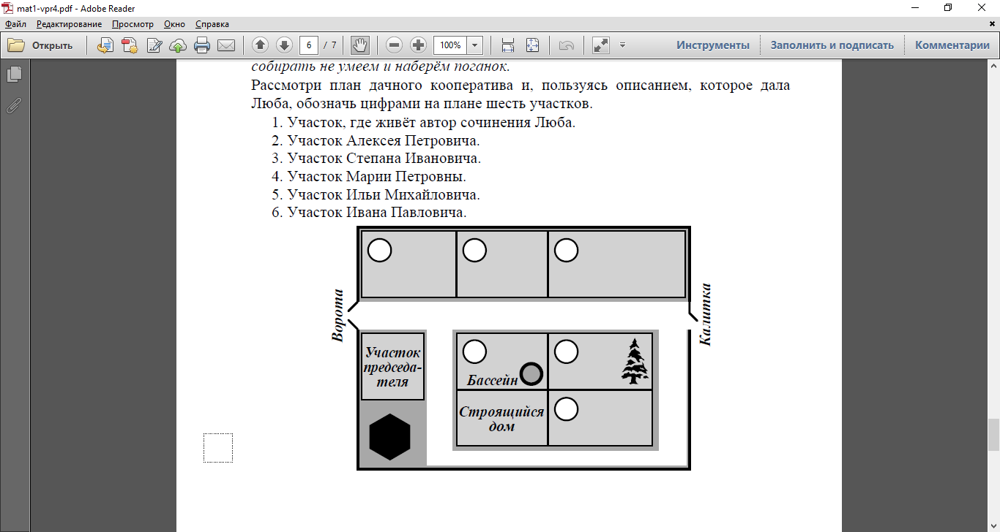 mat1-vpr4.pdf - Adobe Reader
Файл Редактирование Просмотр Окно Справка
Открыть 6 / 7 100% Инструменты Заполнить и подписать Комментарии
собирать не умеем и наберём поганок.
Рассмотри план дачного кооператива и, пользуясь описанием, которое дала
Люба, обозначь цифрами на плане шесть участков.
1. Участок, где живёт автор сочинения Люба.
2. Участок Алексея Петровича.
3. Участок Степана Ивановича.
4. Участок Марии Петровны.
5. Участок Ильи Михайловича.
6. Участок Ивана Павловича.
Ворота
Калитка
Участок
председа-
теля
Бассейн
Строящийся
дом